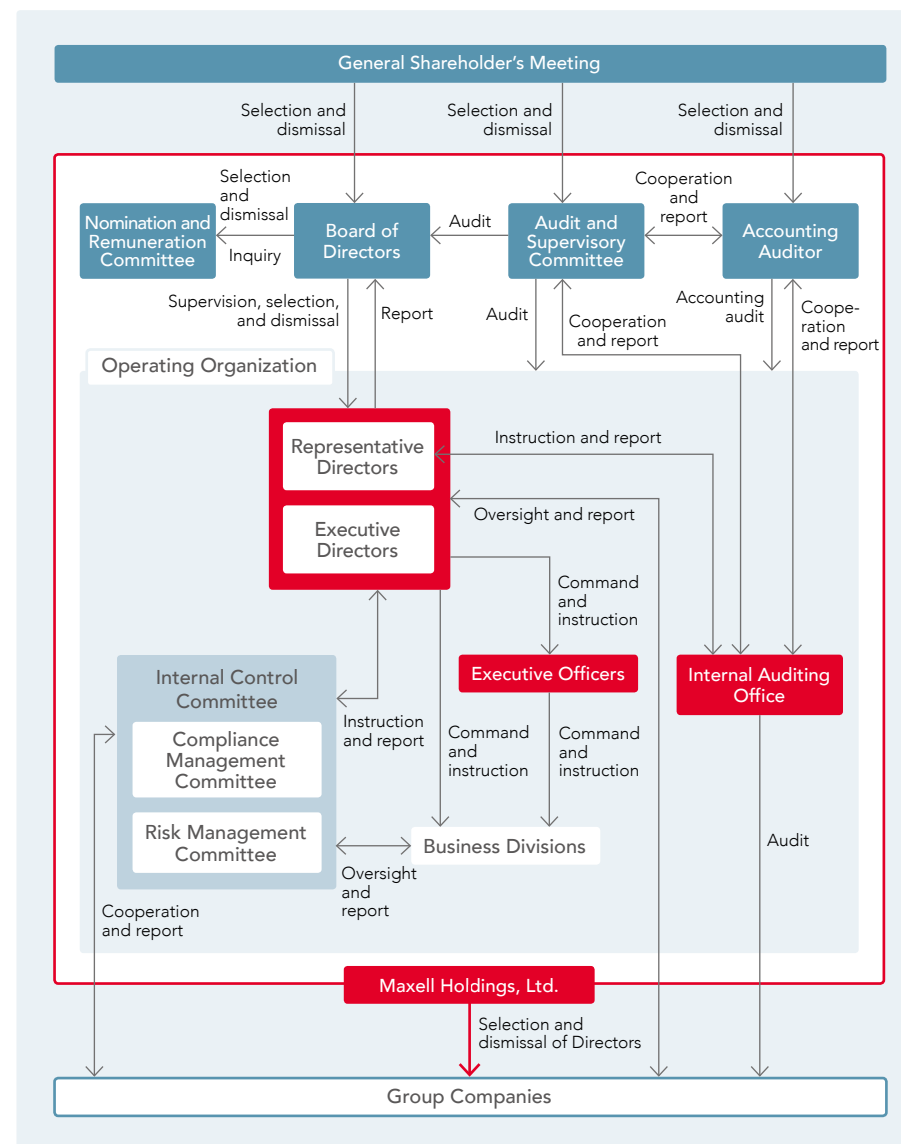 General Shareholder's Meeting
Selection and
dismissal
Selection and
dismissal
Selection and
dismissal
Selection
and
dismissal
Cooperation
and
report
Nomination and
Remuneration
Committee
Inquiry
Board of
Directors
Audit
Audit and
Supervisory
Committee
Accounting
Auditor
Supervision, selection,
and dismissal
Report
Audit
Cooperation
and report
Accounting
audit
Coope-
ration
and report
Operating Organization
Representative
Directors
Instruction and report
Executive
Directors
Oversight and report
Command
and
instruction
Internal Control
Committee
Executive Officers
Internal Auditing
Office
Instruction
and report
Command
and
instruction
Command
and
instruction
Compliance
Management
Committee
Risk Management
Committee
Business Divisions
Audit
Oversight
and
report
Cooperation
and report
Maxell Holdings, Ltd.
Selection and
dismissal of Directors
Group Companies